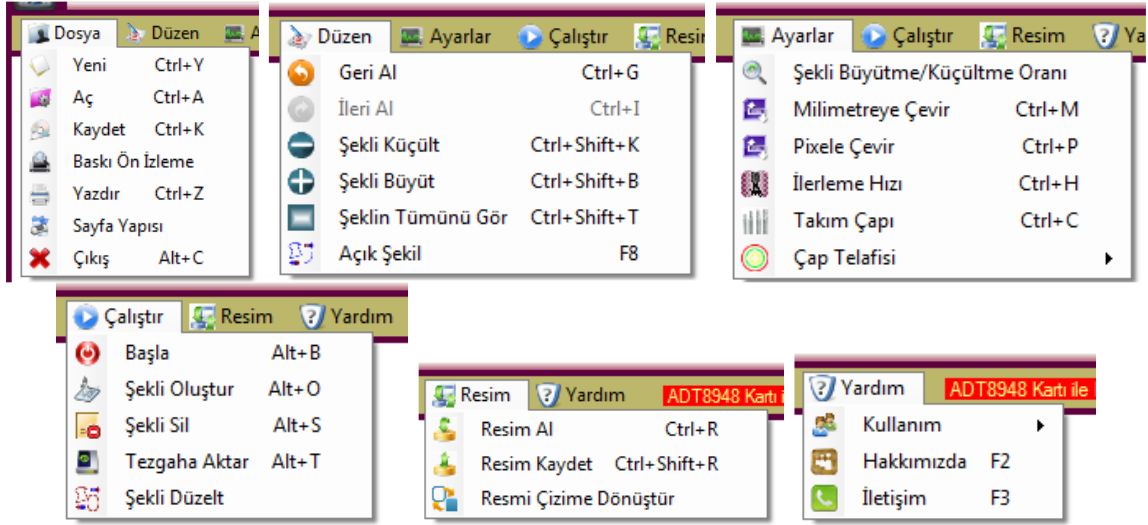 Dosya Düzen A
Yeni Ctrl+Y
Aç Ctrl+A
Kaydet Ctrl+K
Baskı Ön İzleme
Yazdır Ctrl+Z
Sayfa Yapısı
Çıkış Alt+C
Düzen Ayarlar Çalıştır Resir
Geri Al Ctrl+G
İleri Al Ctrl+I
Şekli Küçült Ctrl+Shift+K
Şekli Büyüt Ctrl+Shift+B
Şeklin Tümünü Gör Ctrl+Shift+T
Açık Şekil F8
Ayarlar Çalıştır Resim Ya
Şekli Büyütme/Küçültme Oranı
Milimetreye Çevir Ctrl+M
Pixele Çevir Ctrl+P
İlerleme Hızı Ctrl+H
Takım Çapı Ctrl+C
Çap Telafisi
Çalıştır Resim Yardım
Başla Alt+B
Şekli Oluştur Alt+O
Şekli Sil Alt+S
Tezgaha Aktar Alt+T
Şekli Düzelt
Resim Yardım ADT8948 Kartı i
Resim Al Ctrl+R
Resim Kaydet Ctrl+Shift+R
Resmi Çizime Dönüştür
Yardım ADT8948 Kartı ile
Kullanım
Hakkımızda F2
İletişim F3